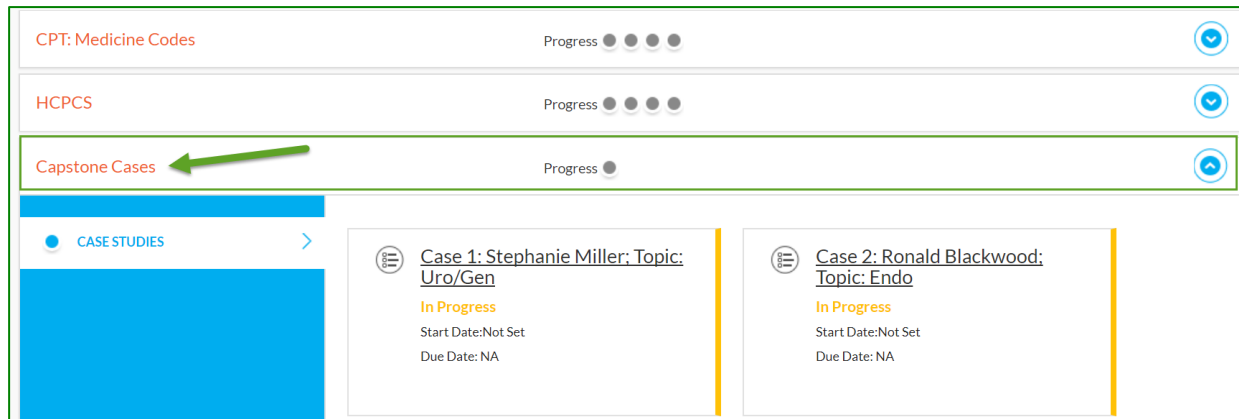 CPT: Medicine Codes
Progress
HCPCS
Progress
Capstone Cases
Progress
CASE STUDIES
Case 1: Stephanie Miller; Topic:
Uro/Gen
In Progress
Start Date:Not Set
Due Date: NA
Case 2: Ronald Blackwood;
Topic: Endo
In Progress
Start Date:Not Set
Due Date: NA